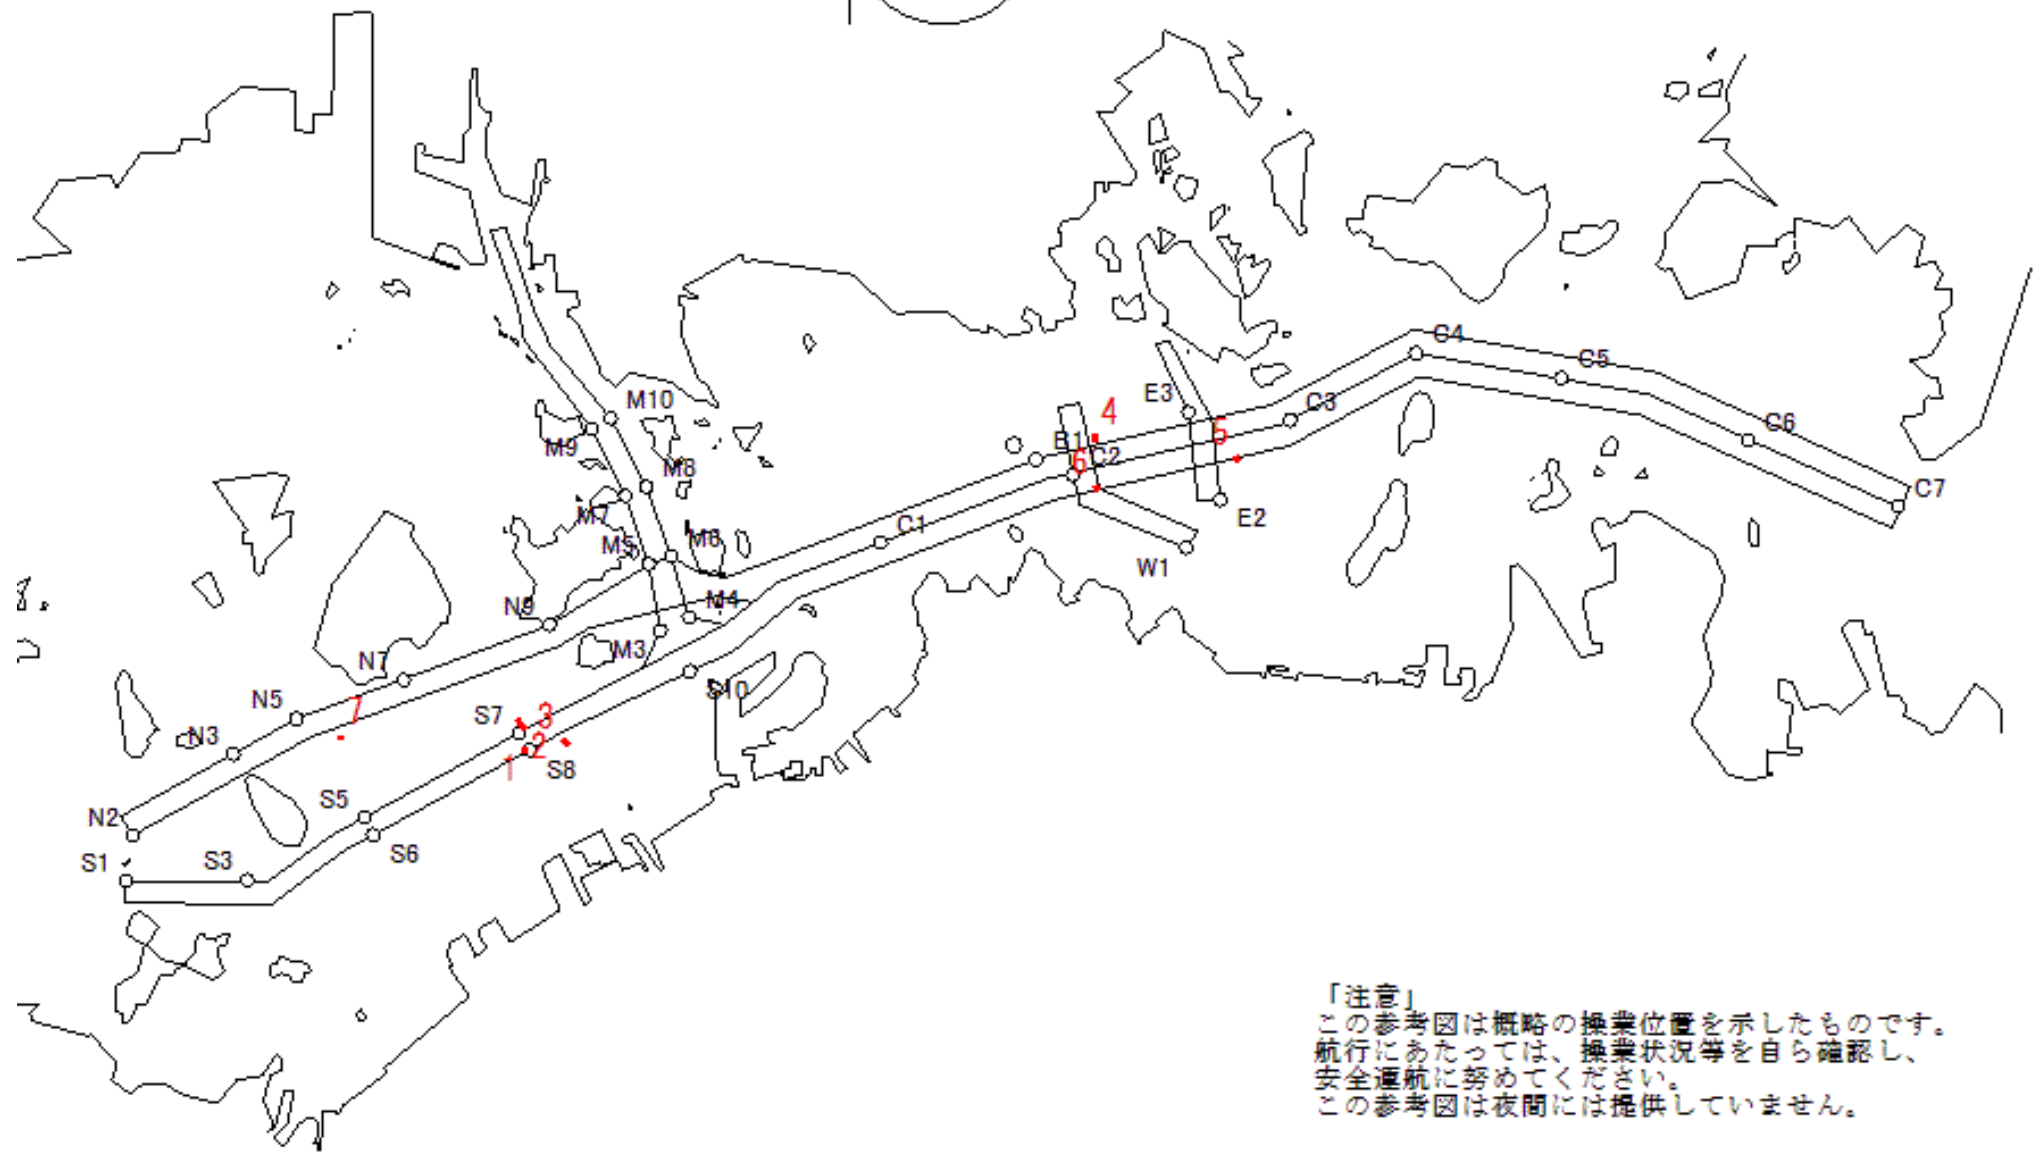 C4
C5
M10
E3
4
C3
5
C6
M9
B1
C2
6
M8
C7
M7
E2
C1
M5
M6
W1
N9
M4
M3
N7
S10
N5
7
S7
3
N3
2
1
S8
S5
N2
S6
S1
S3
「注意」
この参考図は概略の操業位置を示したものです。
航行にあたっては、操業状況等を自ら確認し、
安全運航に努めてください。
この参考図は夜間には提供していません。